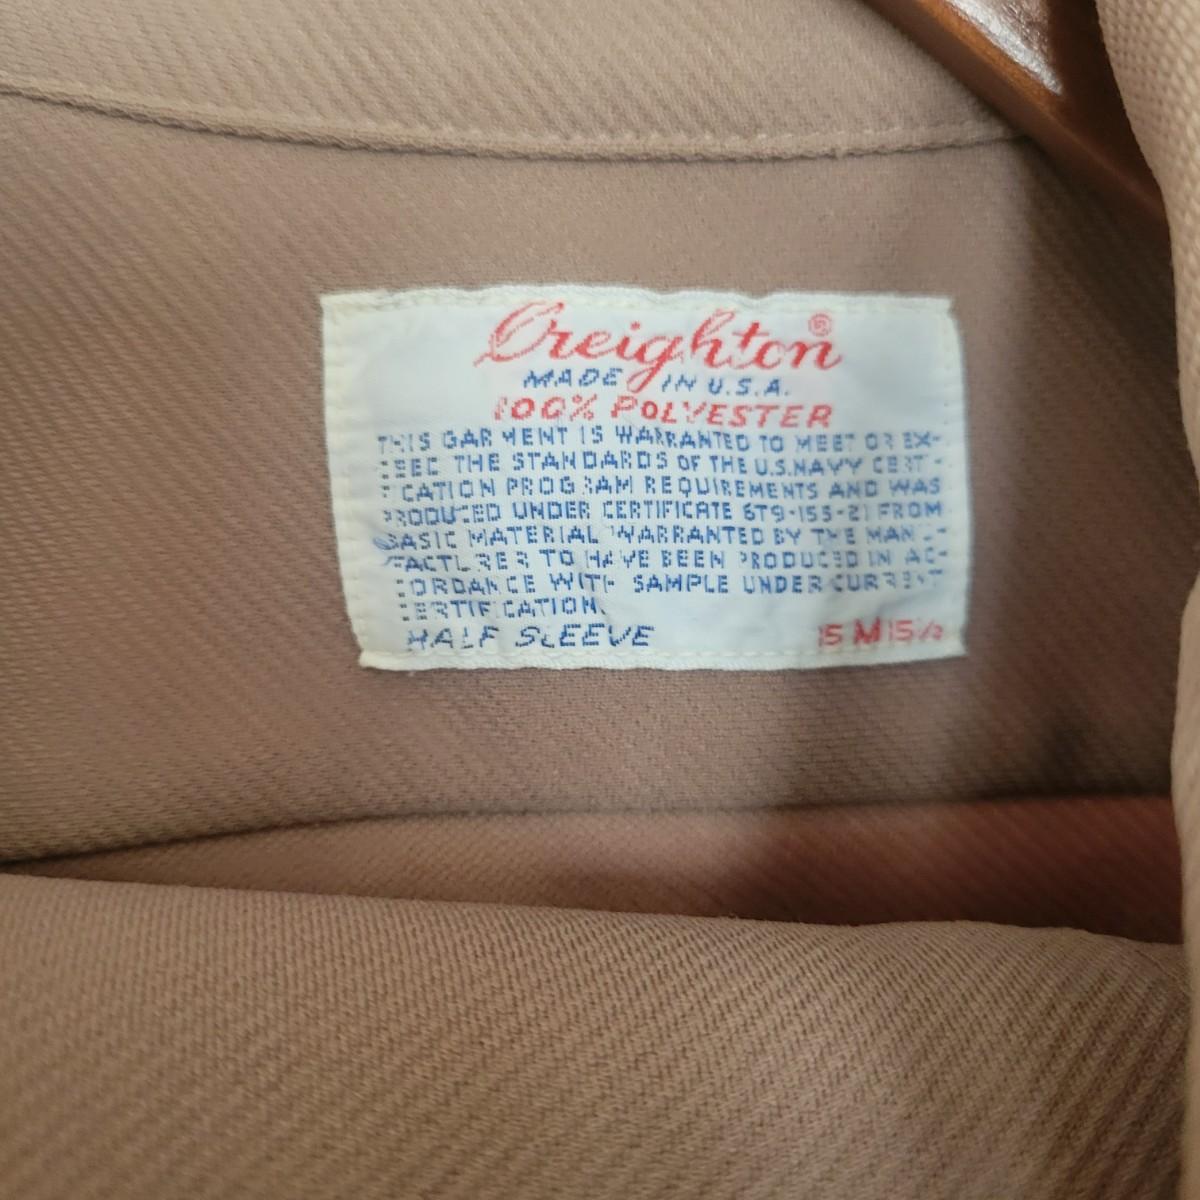 Creighton®
MADE IN U.S.A.
100% POLYESTER
THIS GARMENT IS WARRANTED TO MEET OR EX-
CEED THE STANDARDS OF THE U.S. NAVY CERTI-
FICATION PROGRAM REQUIREMENTS AND WAS
PRODUCED UNDER CERTIFICATE 6T9-155-21 FROM
BASIC MATERIAL WARRANTED BY THE MANU-
FACTURER TO HAVE BEEN PRODUCED IN AC-
CORDANCE WITH SAMPLE UNDER CURRENT
CERTIFICATION.
HALF SLEEVE 15 M 15½